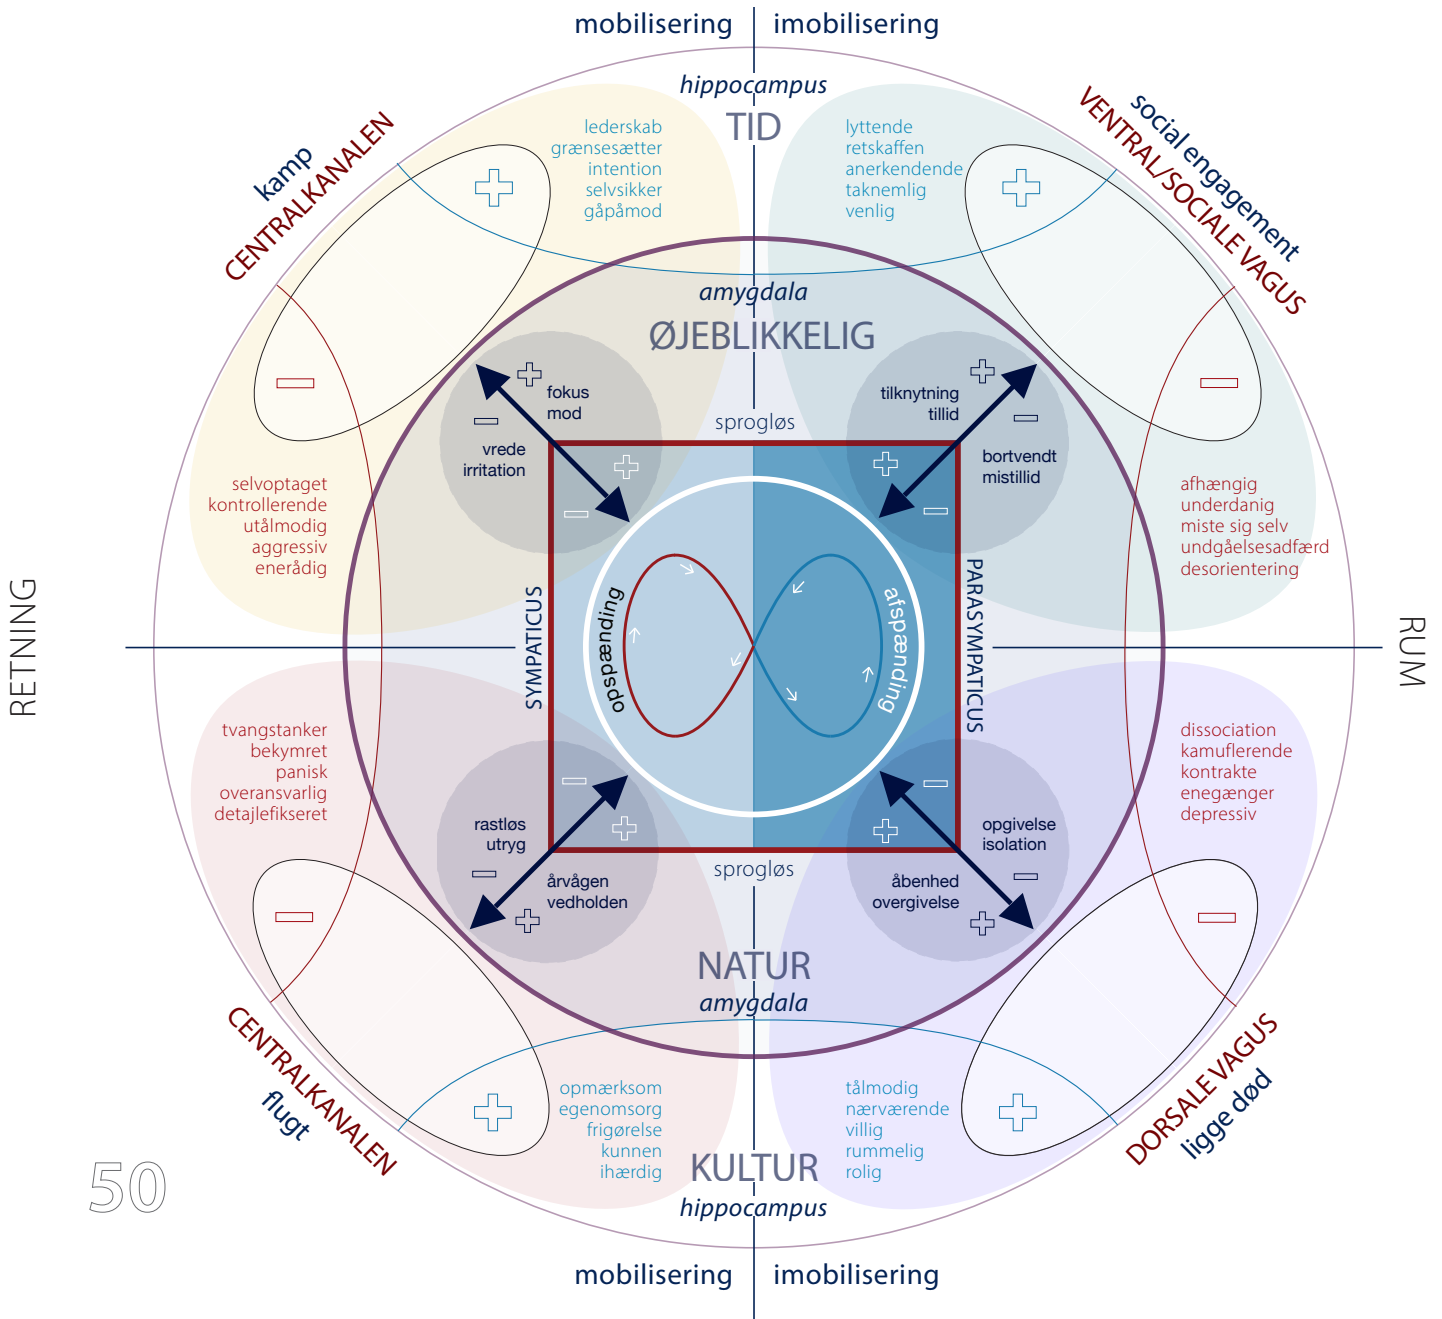 mobilisering
imobilisering
hippocampus
TID
kamp
CENTRALKANALEN
social engagement
VENTRAL/SOCIALE VAGUS
lederskab
grænsesætter
intention
selvsikker
gåpåmod
lyttende
retskaffen
anerkendende
taknemlig
venlig
amygdala
ØJEBLIKKELIG
fokus
mod
vrede
irritation
tilknytning
tillid
bortvendt
mistillid
sprogløs
selvoptaget
kontrollerende
utålmodig
aggressiv
enerådig
afhængig
underdanig
miste sig selv
undgåelsesadfærd
desorientering
RETNING
SYMPATICUS
opspænding
afspænding
PARASYMPATICUS
RUM
tvangstanker
bekymret
panisk
overansvarlig
detajlefikseret
dissociation
kamuflerende
kontrakte
enegænger
depressiv
rastløs
utryg
årvågen
vedholden
opgivelse
isolation
åbenhed
overgivelse
sprogløs
NATUR
amygdala
CENTRALKANALEN
flugt
DORSALE VAGUS
ligge død
opmærksom
egenomsorg
frigørelse
kunnen
ihærdig
tålmodig
nærværende
villig
rummelig
rolig
KULTUR
hippocampus
50
mobilisering
imobilisering